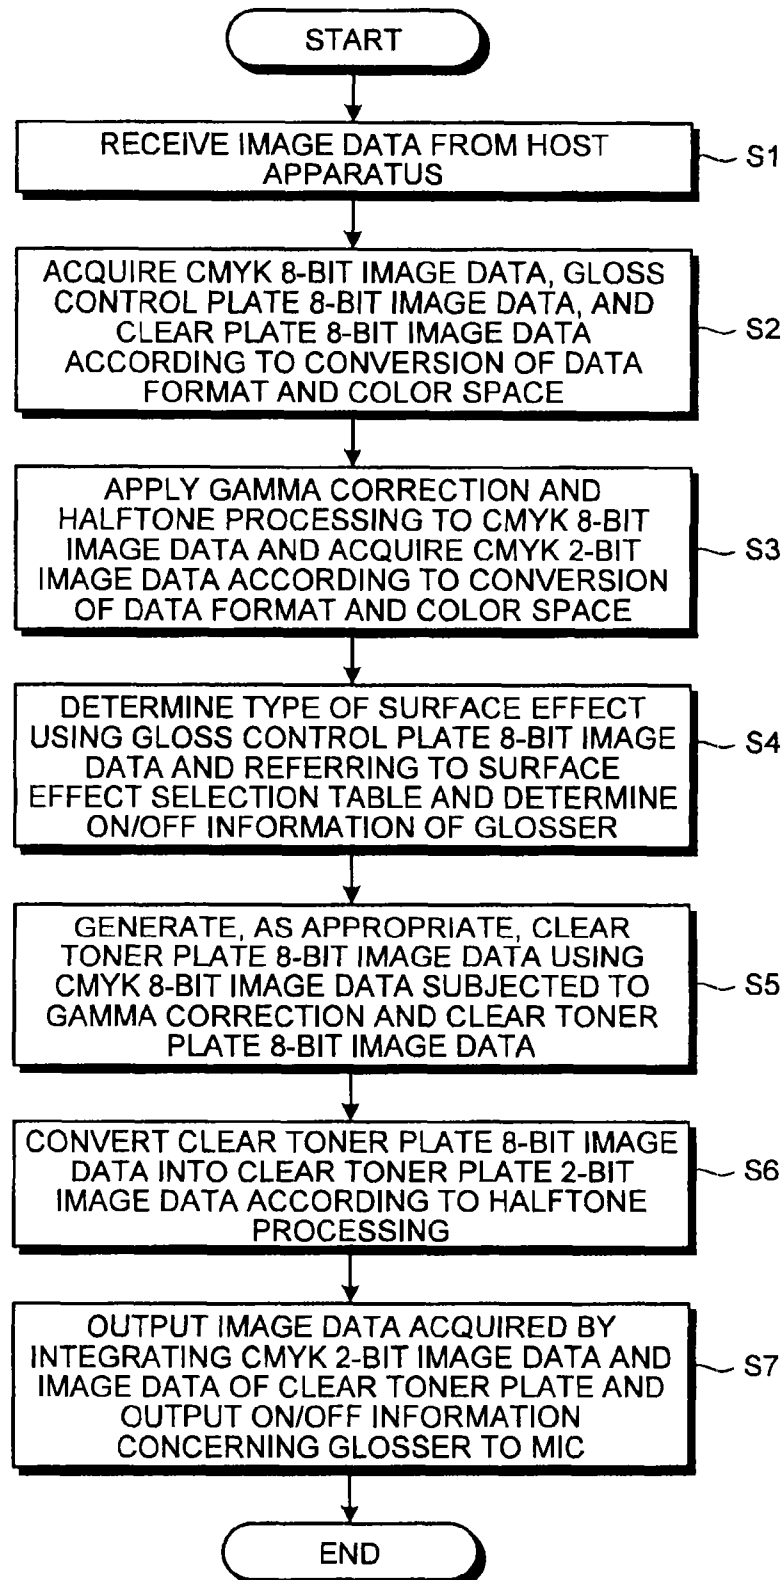 START
RECEIVE IMAGE DATA FROM HOST
APPARATUS
S1
ACQUIRE CMYK 8-BIT IMAGE DATA, GLOSS
CONTROL PLATE 8-BIT IMAGE DATA, AND
CLEAR PLATE 8-BIT IMAGE DATA
ACCORDING TO CONVERSION OF DATA
FORMAT AND COLOR SPACE
S2
APPLY GAMMA CORRECTION AND
HALFTONE PROCESSING TO CMYK 8-BIT
IMAGE DATA AND ACQUIRE CMYK 2-BIT
IMAGE DATA ACCORDING TO CONVERSION
OF DATA FORMAT AND COLOR SPACE
S3
DETERMINE TYPE OF SURFACE EFFECT
USING GLOSS CONTROL PLATE 8-BIT IMAGE
DATA AND REFERRING TO SURFACE
EFFECT SELECTION TABLE AND DETERMINE
ON/OFF INFORMATION OF GLOSSER
S4
GENERATE, AS APPROPRIATE, CLEAR
TONER PLATE 8-BIT IMAGE DATA USING
CMYK 8-BIT IMAGE DATA SUBJECTED TO
GAMMA CORRECTION AND CLEAR TONER
PLATE 8-BIT IMAGE DATA
S5
CONVERT CLEAR TONER PLATE 8-BIT IMAGE
DATA INTO CLEAR TONER PLATE 2-BIT
IMAGE DATA ACCORDING TO HALFTONE
PROCESSING
S6
OUTPUT IMAGE DATA ACQUIRED BY
INTEGRATING CMYK 2-BIT IMAGE DATA AND
IMAGE DATA OF CLEAR TONER PLATE AND
OUTPUT ON/OFF INFORMATION
CONCERNING GLOSSER TO MIC
S7
END